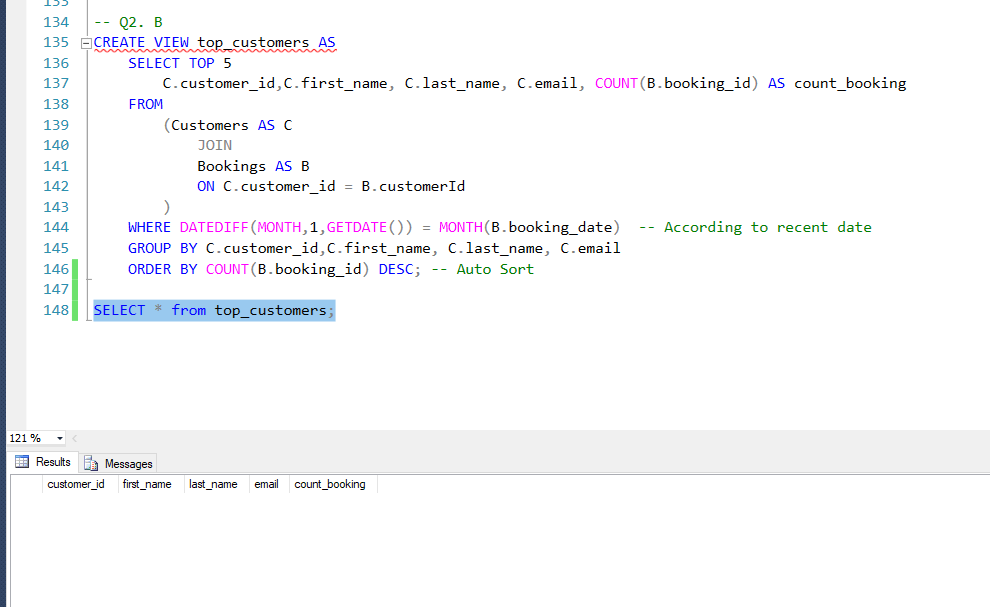 133
134 -- Q2. B
135 CREATE VIEW top_customers AS
136 SELECT TOP 5
137 C.customer_id,C.first_name, C.last_name, C.email, COUNT(B.booking_id) AS count_booking
138 FROM
139 (Customers AS C
140 JOIN
141 Bookings AS B
142 ON C.customer_id = B.customerId
143 )
144 WHERE DATEDIFF(MONTH,1,GETDATE()) = MONTH(B.booking_date) -- According to recent date
145 GROUP BY C.customer_id,C.first_name, C.last_name, C.email
146 ORDER BY COUNT(B.booking_id) DESC; -- Auto Sort
147
148 SELECT * from top_customers;
121 %
Results Messages
customer_id first_name last_name email count_booking